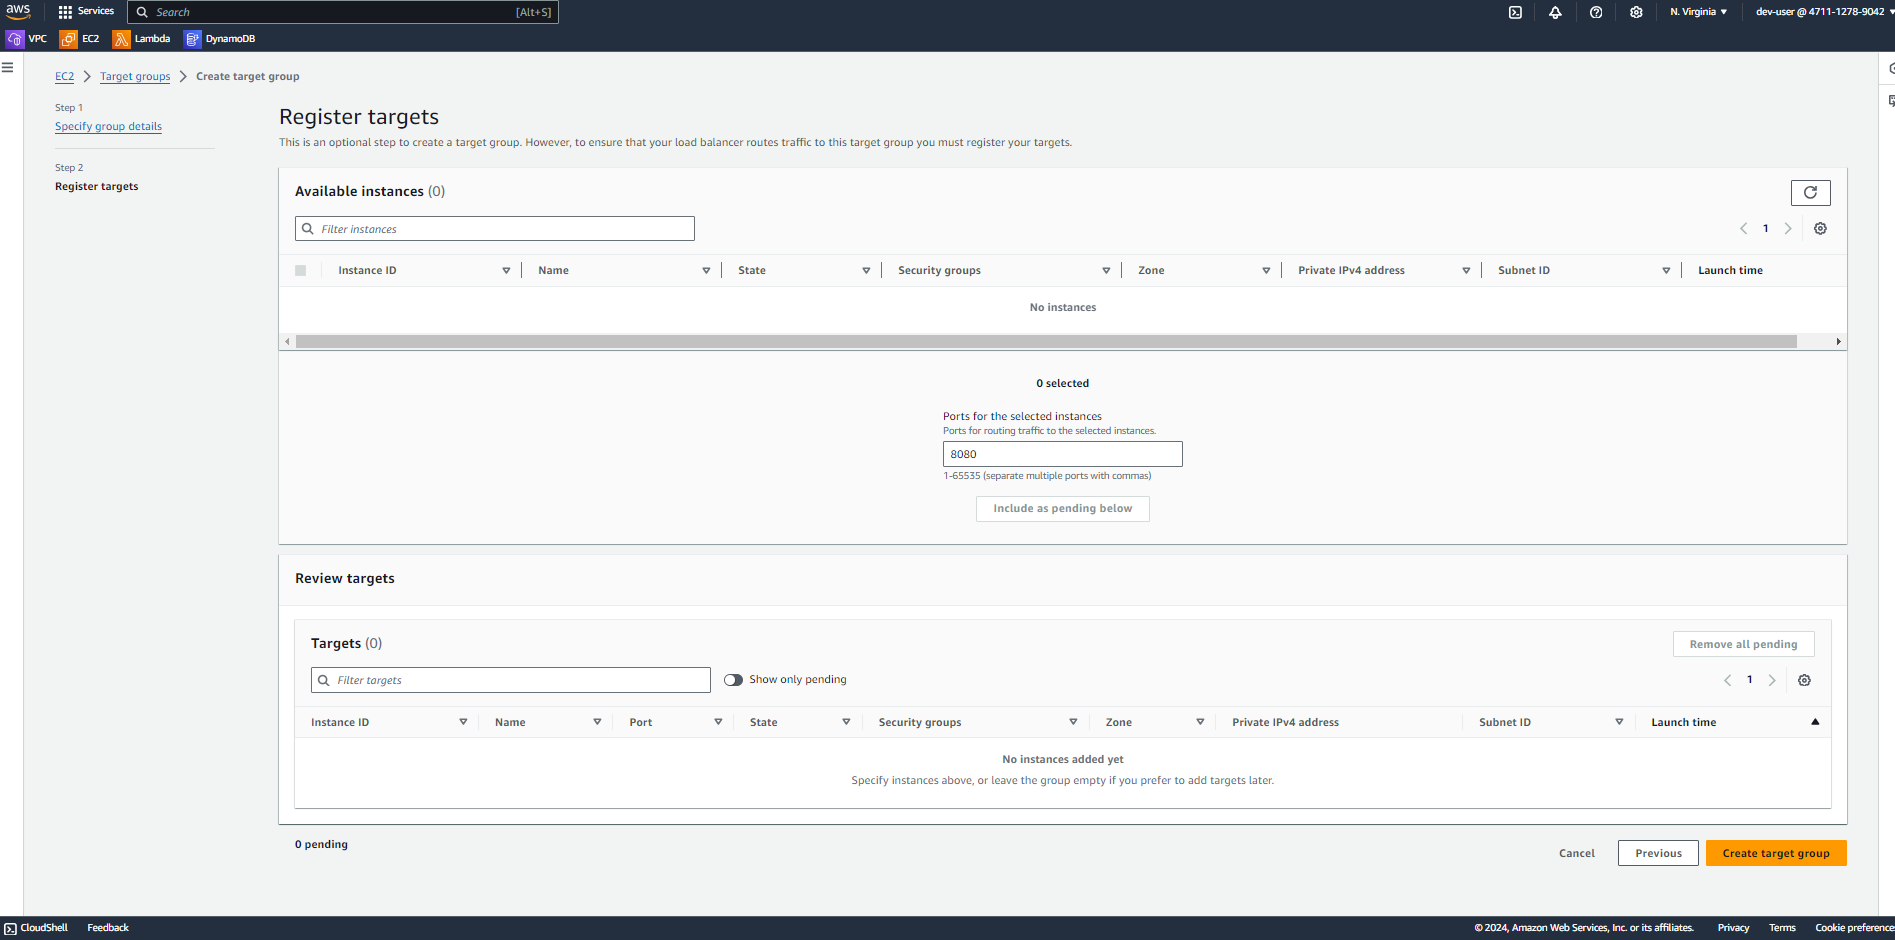 aws
Services
Search
[Alt+S]
N. Virginia
dev-user @ 4711-1278-9042
VPC
EC2
Lambda
DynamoDB
EC2 > Target groups > Create target group
Step 1
Specify group details
Step 2
Register targets
Register targets
This is an optional step to create a target group. However, to ensure that your load balancer routes traffic to this target group you must register your targets.
Available instances (0)
Filter instances
1
Instance ID Name State Security groups Zone Private IPv4 address Subnet ID Launch time
No instances
0 selected
Ports for the selected instances
Ports for routing traffic to the selected instances.
8080
1-65535 (separate multiple ports with commas)
Include as pending below
Review targets
Targets (0)
Remove all pending
Filter targets
Show only pending
1
Instance ID Name Port State Security groups Zone Private IPv4 address Subnet ID Launch time
No instances added yet
Specify instances above, or leave the group empty if you prefer to add targets later.
0 pending
Cancel
Previous
Create target group
CloudShell
Feedback
© 2024, Amazon Web Services, Inc. or its affiliates.
Privacy
Terms
Cookie preferences